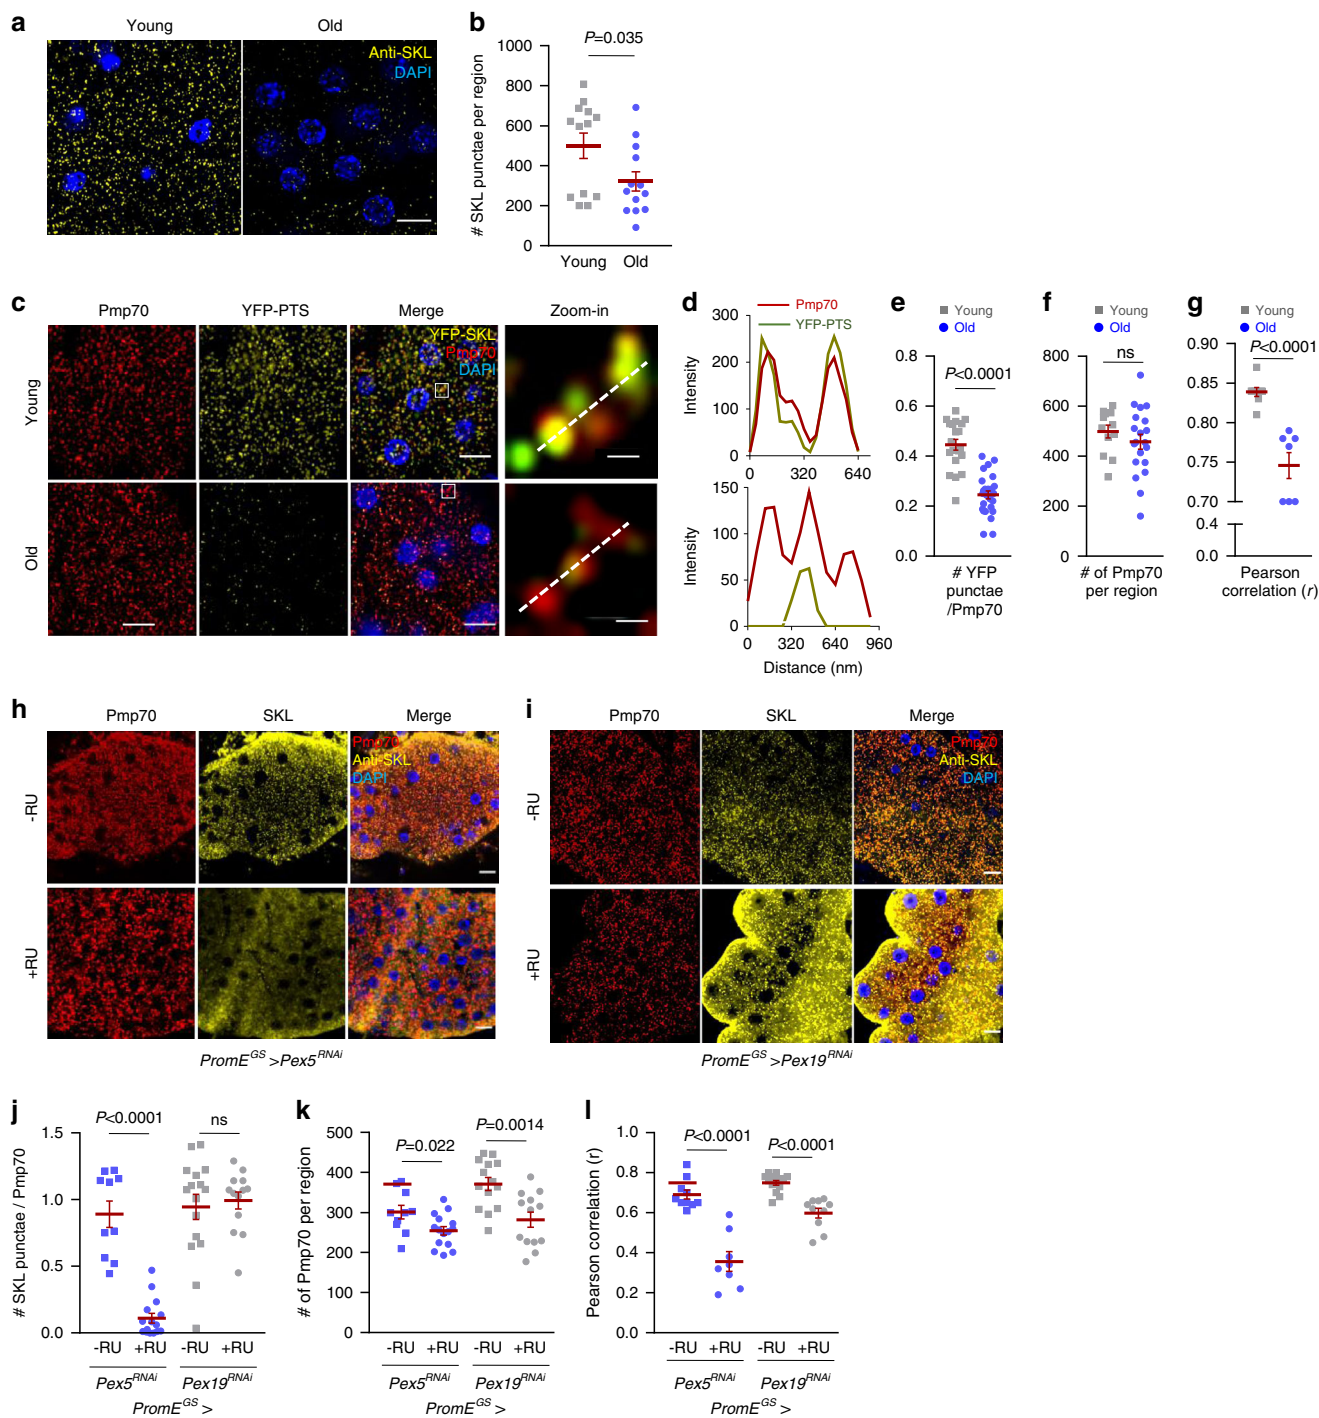 a
Young
Old
Anti-SKL
DAPI
b
# SKL punctae per region
1000
800
600
400
200
0
P=0.035
Young
Old
c
Pmp70
YFP-PTS
Merge
Zoom-in
Young
Old
YFP-SKL
Pmp70
DAPI
d
Pmp70
YFP-PTS
Intensity
300
200
100
0
0
320
640
Intensity
150
100
50
0
0
320
640
960
Distance (nm)
e
Young
Old
0.8
0.6
0.4
0.2
0.0
P<0.0001
# YFP
punctae
/Pmp70
f
Young
Old
800
600
400
200
0
ns
# of Pmp70
per region
g
Young
Old
0.90
0.85
0.80
0.75
0.70
0.4
0.0
P<0.0001
Pearson
correlation (r)
h
Pmp70
SKL
Merge
-RU
+RU
Pmp70
Anti-SKL
DAPI
PromE^GS >Pex5^RNAi
i
Pmp70
SKL
Merge
-RU
+RU
Pmp70
Anti-SKL
DAPI
PromE^GS >Pex19^RNAi
j
# SKL punctae / Pmp70
1.5
1.0
0.5
0.0
P<0.0001
ns
-RU
+RU
-RU
+RU
Pex5^RNAi
Pex19^RNAi
PromE^GS >
k
# of Pmp70 per region
500
400
300
200
100
0
P=0.022
P=0.0014
-RU
+RU
-RU
+RU
Pex5^RNAi
Pex19^RNAi
PromE^GS >
l
Pearson correlation (r)
1.0
0.8
0.6
0.4
0.2
0.0
P<0.0001
P<0.0001
-RU
+RU
-RU
+RU
Pex5^RNAi
Pex19^RNAi
PromE^GS >